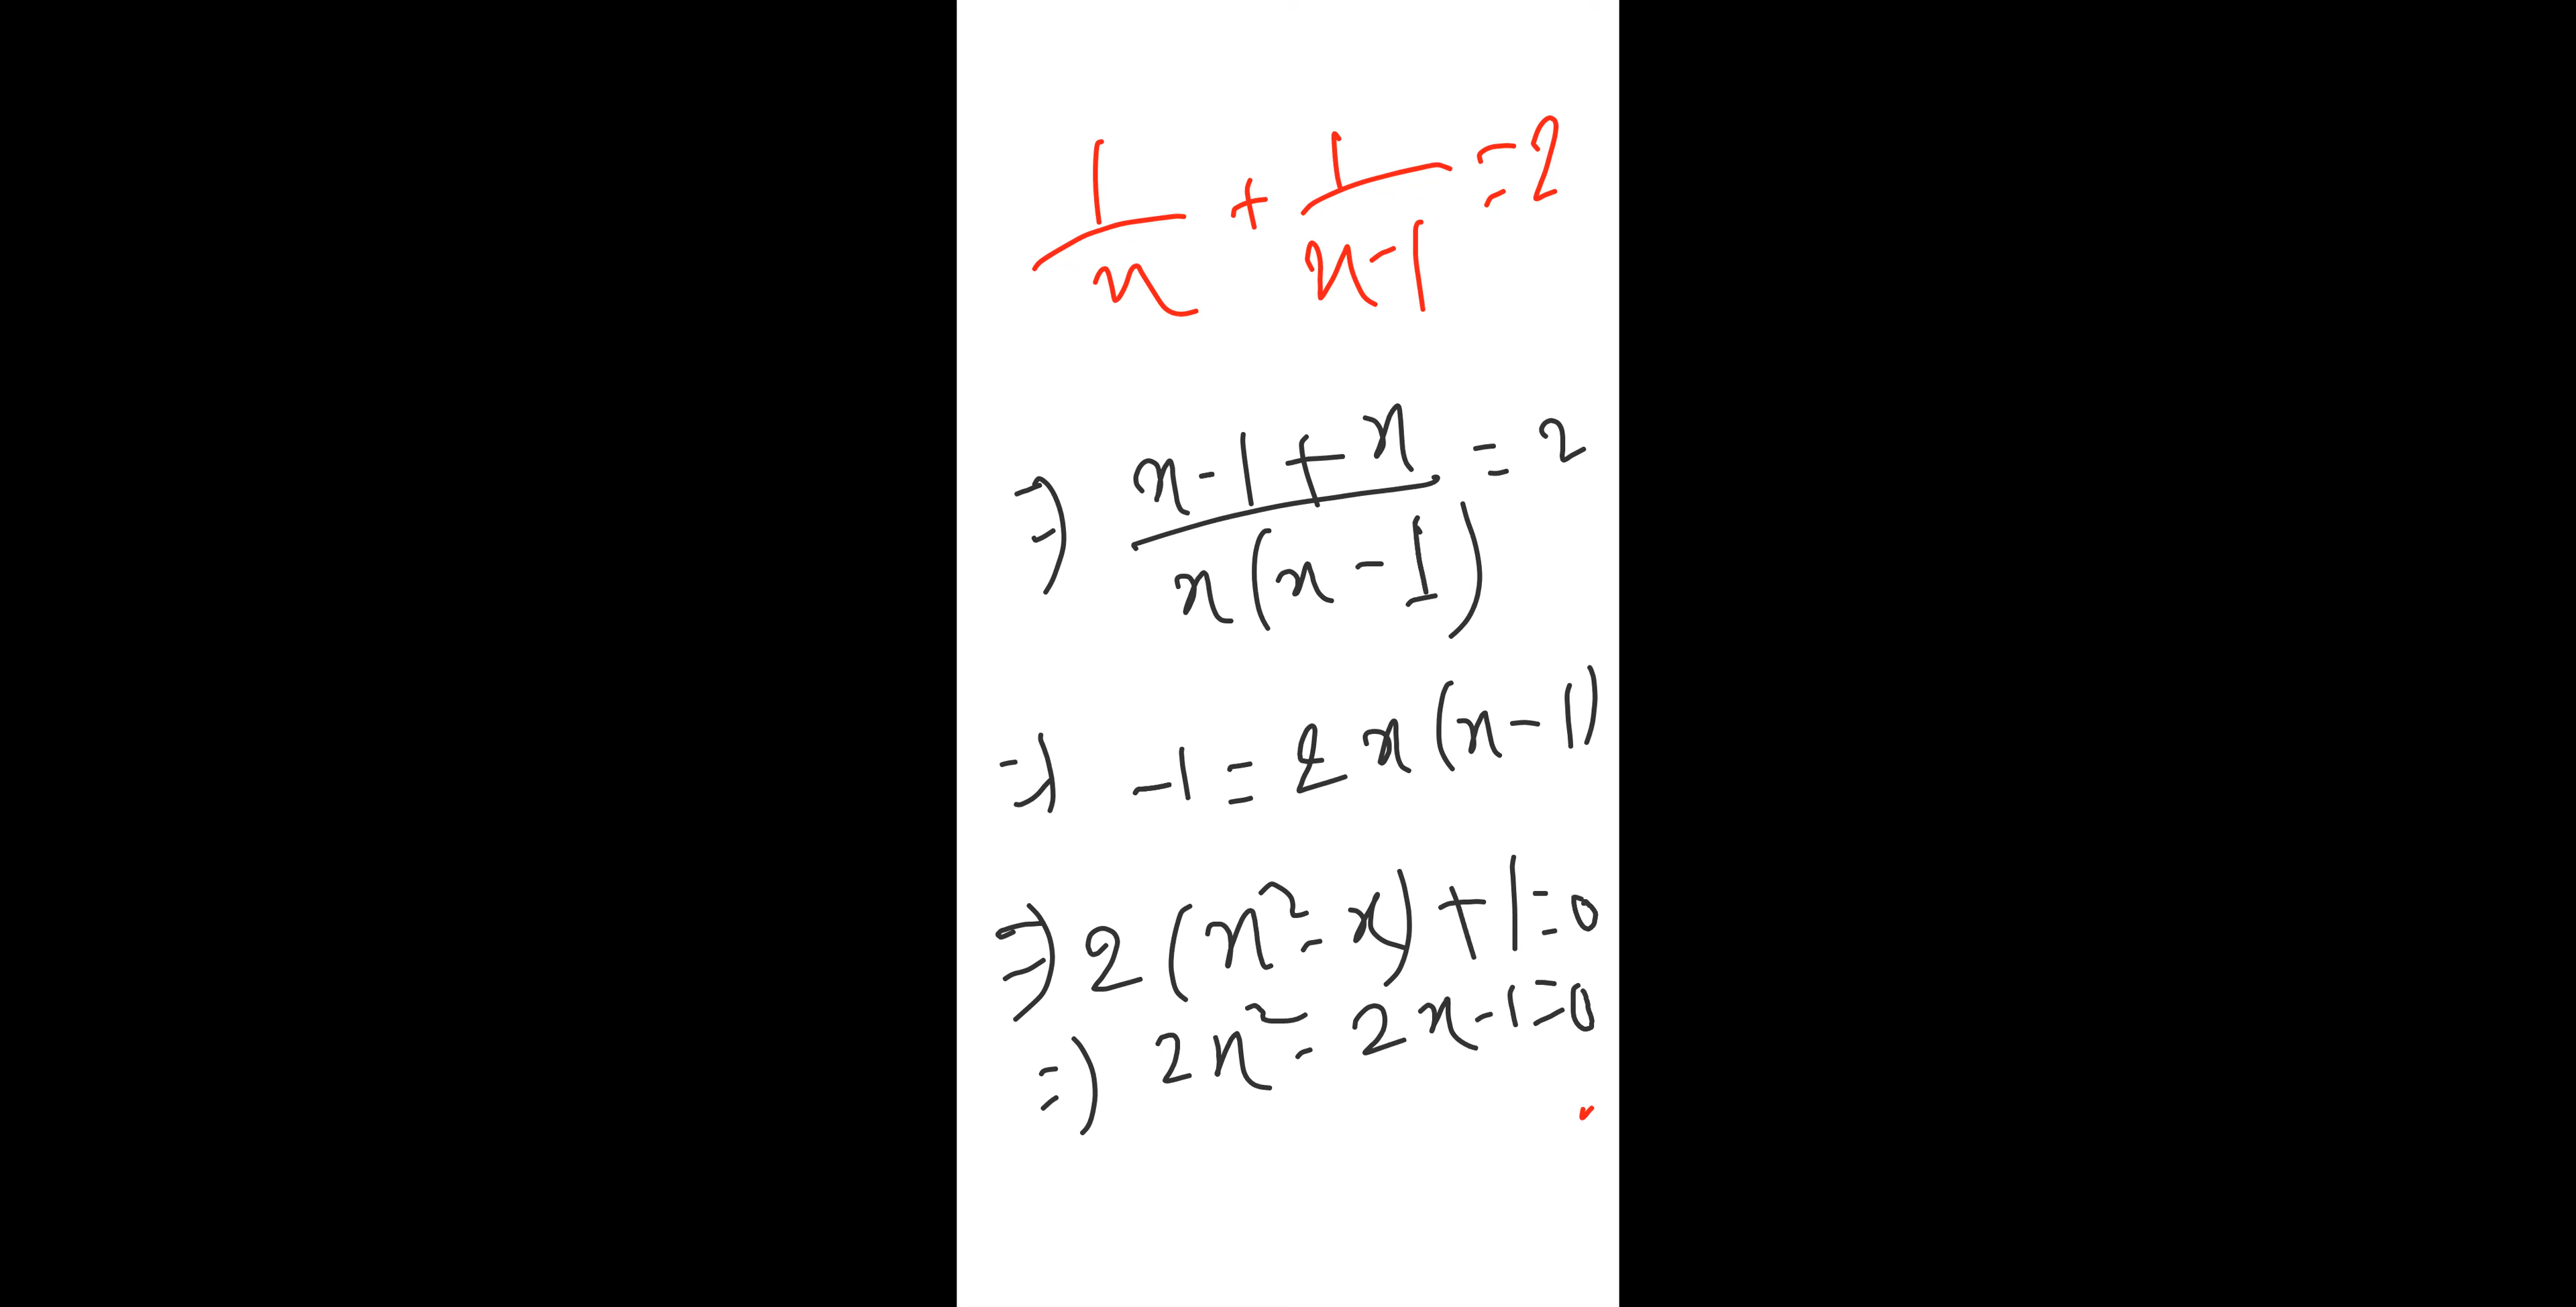 1/x + 1/x-1 = 2
⇒ x-1+x/x(x-1) = 2
⇒ -1 = 2x(x-1)
⇒ 2(x²-x)+1=0
⇒ 2x²-2x-1=0